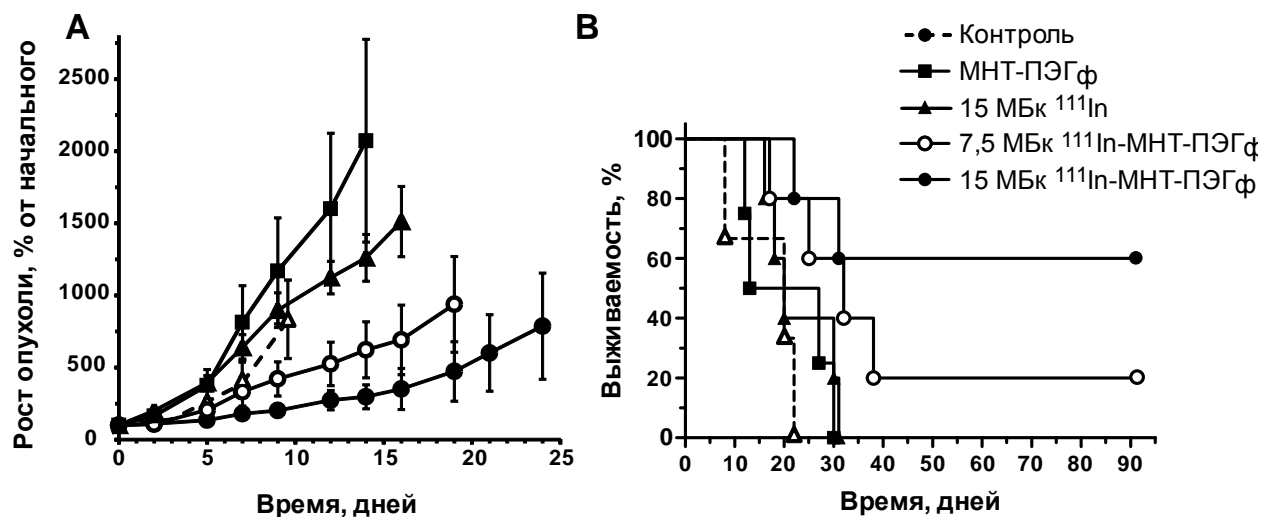 A
Рост опухоли, % от начального
2500
2000
1500
1000
500
0
0 5 10 15 20 25
Время, дней
B
Контроль
МНТ-ПЭГф
15 МБк ¹¹¹In
7,5 МБк ¹¹¹In-МНТ-ПЭГф
15 МБк ¹¹¹In-МНТ-ПЭГф
Выживаемость, %
100
80
60
40
20
0
0 10 20 30 40 50 60 70 80 90
Время, дней